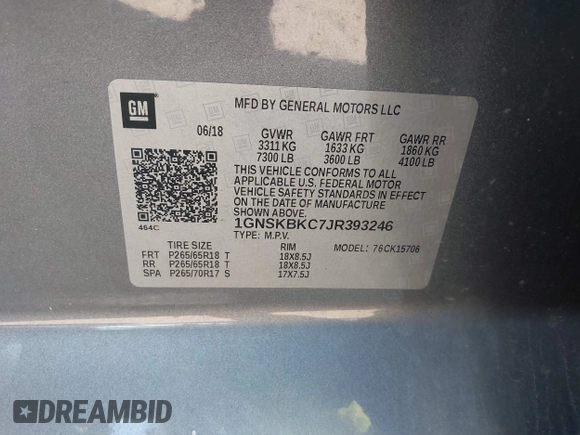 GM
MFD BY GENERAL MOTORS LLC
06/18 GVWR GAWR FRT GAWR RR
3311 KG 1633 KG 1860 KG
7300 LB 3600 LB 4100 LB
THIS VEHICLE CONFORMS TO ALL
APPLICABLE U.S. FEDERAL MOTOR
VEHICLE SAFETY STANDARDS IN EFFECT
ON THE DATE OF MANUFACTURE
SHOWN ABOVE.
464C
1GNSKBKC7JR393246
TYPE: M.P.V. MODEL: 76CK15706
TIRE SIZE RIM
FRT P265/65R18 T 18X8.5J
RR P265/65R18 T 18X8.5J
SPA P265/70R17 S 17X7.5J
DREAMBID